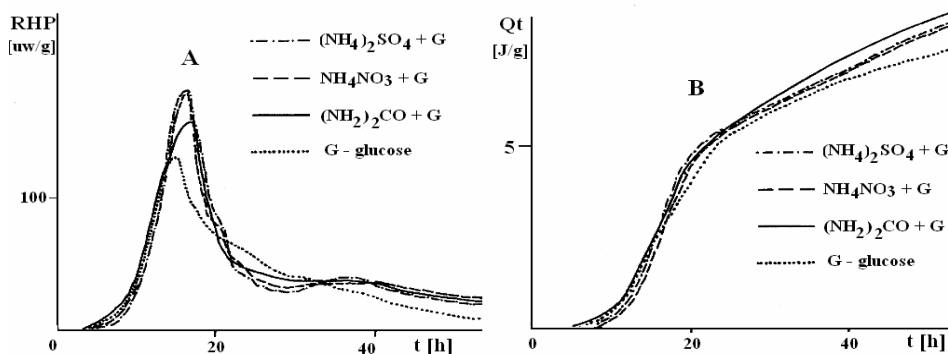 RHP
[uw/g]
A
(NH4)2SO4 + G
NH4NO3 + G
(NH2)2CO + G
G - glucose
100
0
20
40
t [h]
Qt
[J/g]
B
5
(NH4)2SO4 + G
NH4NO3 + G
(NH2)2CO + G
G - glucose
0
20
40
t [h]